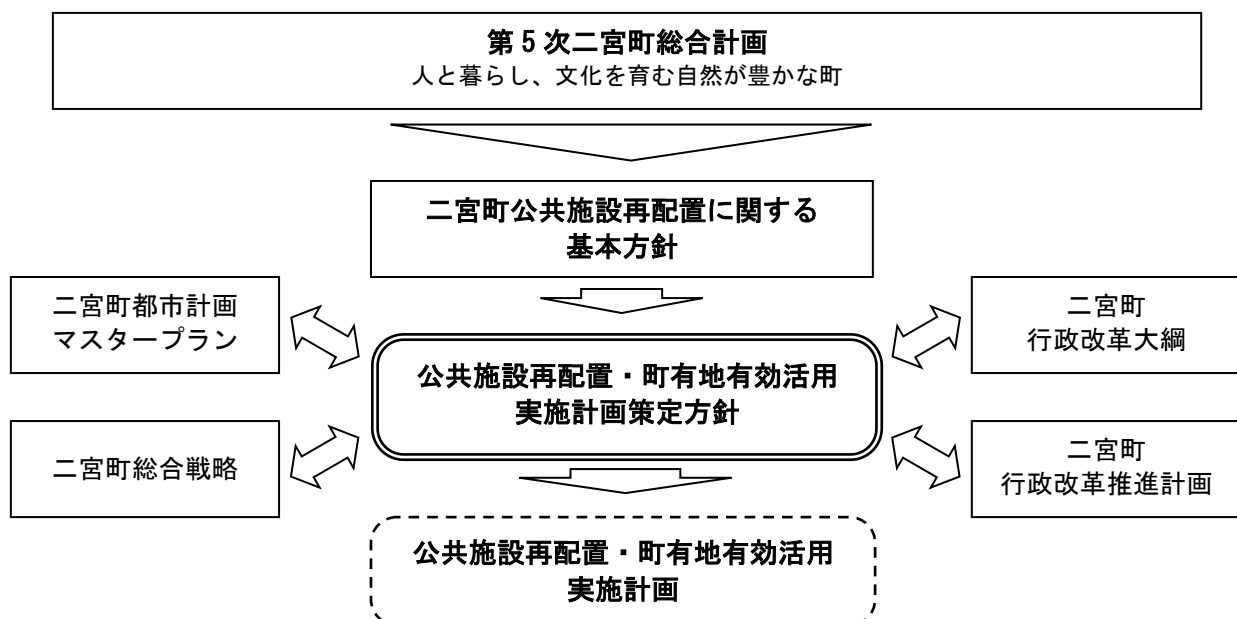 第5次二宮町総合計画
人と暮らし、文化を育む自然が豊かな町
二宮町公共施設再配置に関する
基本方針
二宮町都市計画
マスタープラン
二宮町
行政改革大綱
公共施設再配置・町有地有効活用
実施計画策定方針
二宮町総合戦略
二宮町
行政改革推進計画
公共施設再配置・町有地有効活用
実施計画